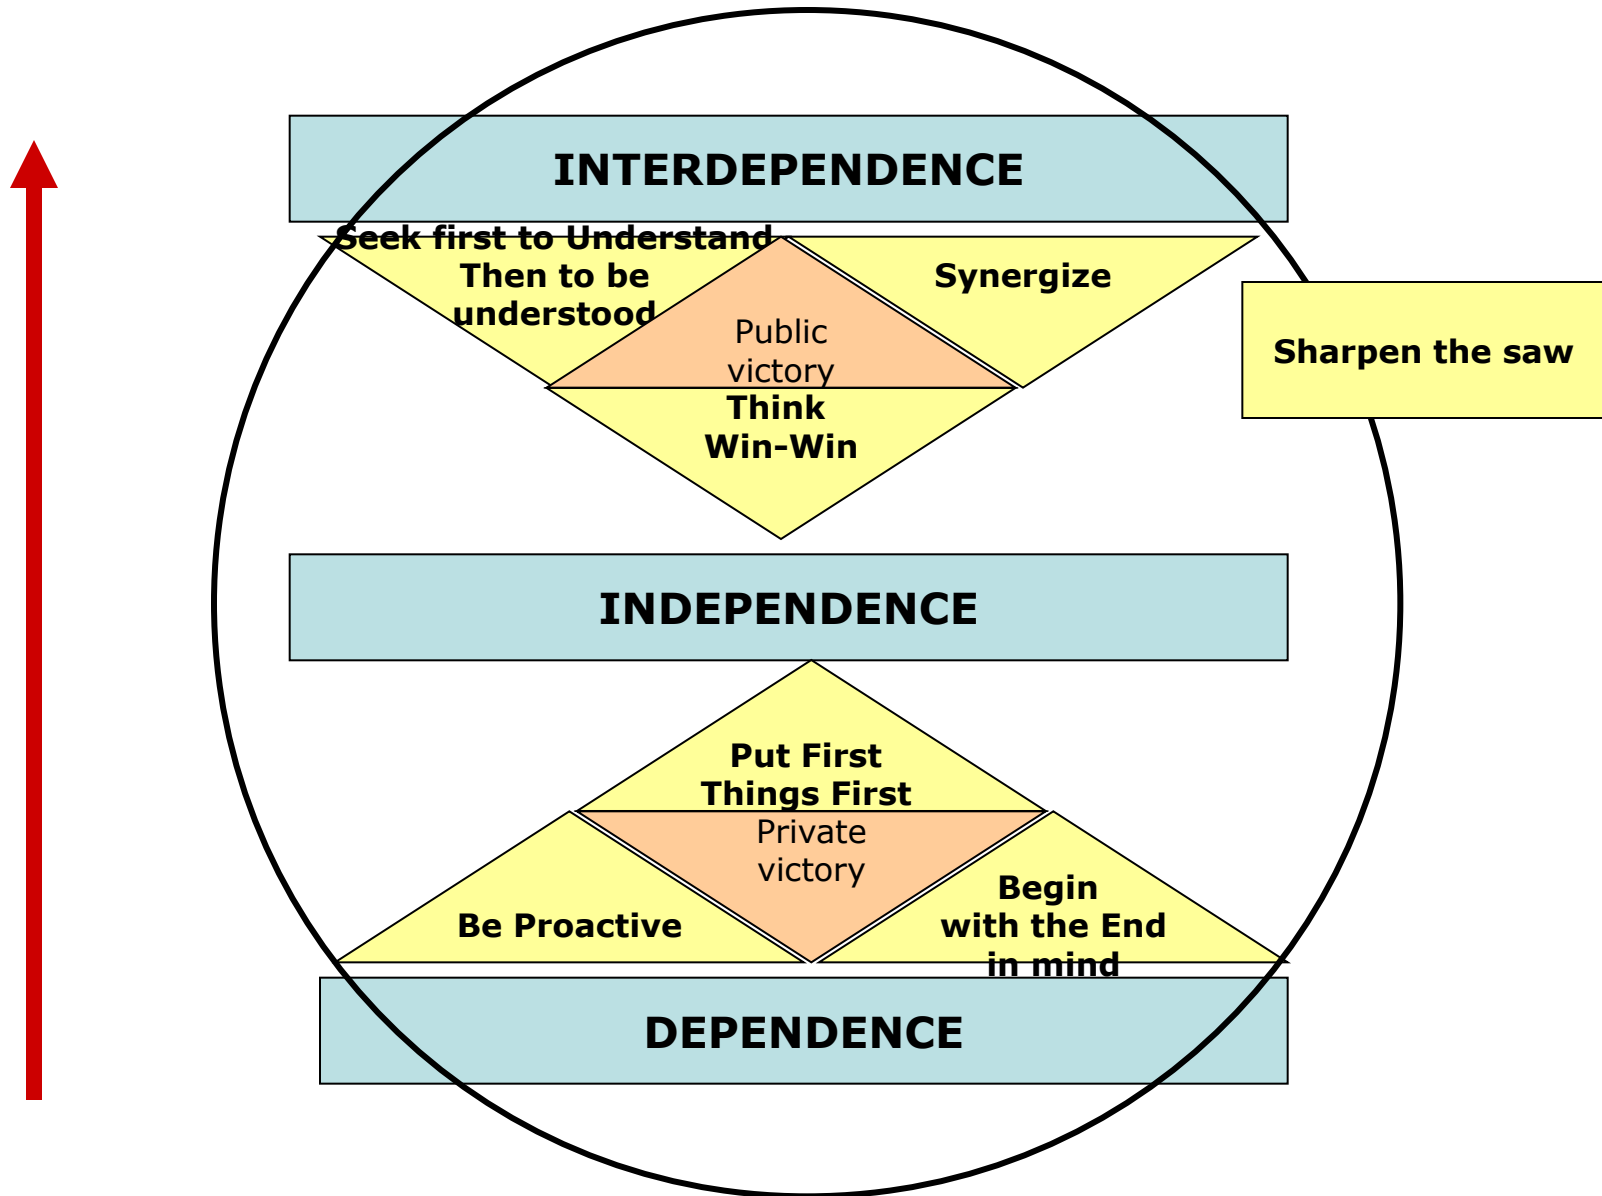 INTERDEPENDENCE
Seek first to Understand
Then to be
understood
Synergize
Public
victory
Sharpen the saw
Think
Win-Win
INDEPENDENCE
Put First
Things First
Private
victory
Be Proactive
Begin
with the End
in mind
DEPENDENCE